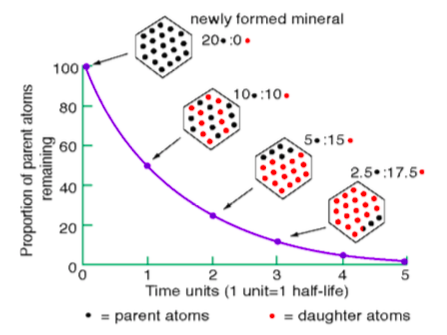 newly formed mineral
20•:0•
10•:10•
5•:15•
2.5•:17.5•
Proportion of parent atoms
remaining
100
80
60
40
20
0
0 1 2 3 4 5
Time units (1 unit=1 half-life)
• = parent atoms • = daughter atoms